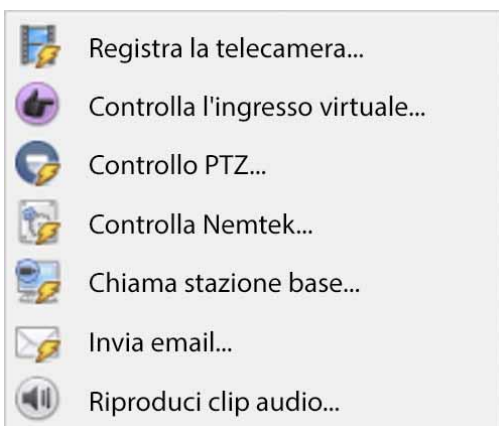 Registra la telecamera...
Controlla l'ingresso virtuale...
Controllo PTZ...
Controlla Nemtek...
Chiama stazione base...
Invia email...
Riproduci clip audio...